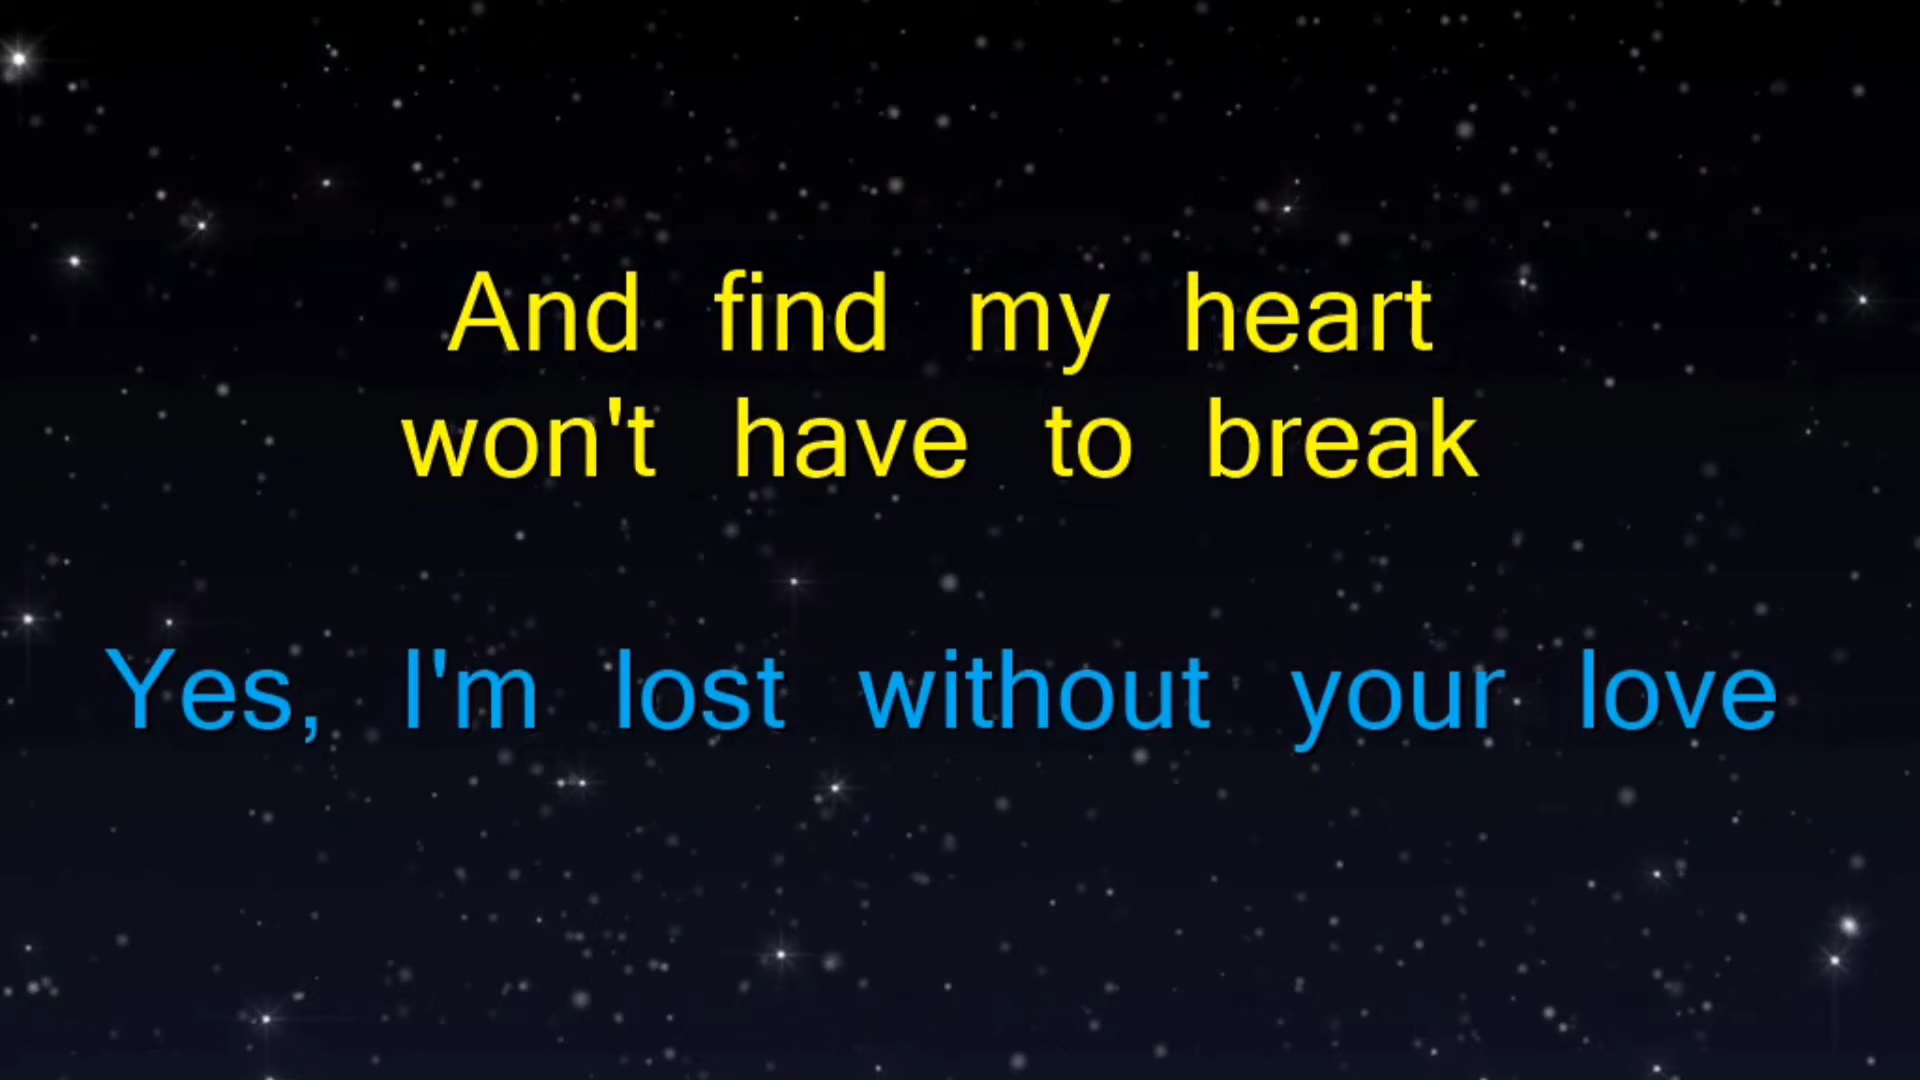 And find my heart
won't have to break
Yes, I'm lost without your love